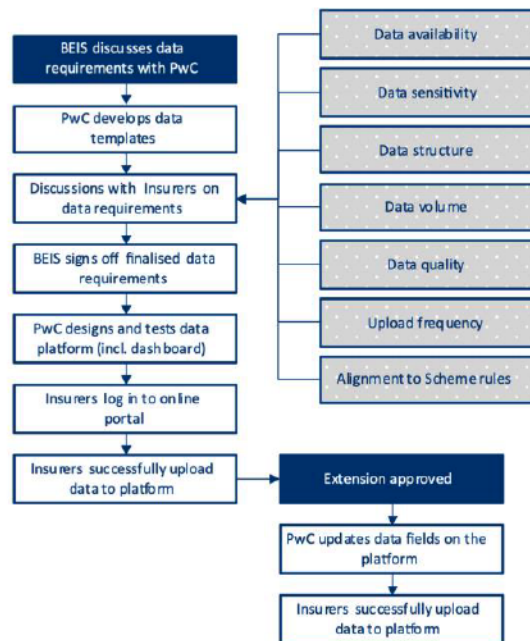 BEIS discusses data
requirements with PwC
PwC develops data
templates
Discussions with Insurers on
data requirements
BEIS signs off finalised data
requirements
PwC designs and tests data
platform (incl. dashboard)
Insurers log in to online
portal
Insurers successfully upload
data to platform
Data availability
Data sensitivity
Data structure
Data volume
Data quality
Upload frequency
Alignment to Scheme rules
Extension approved
PwC updates data fields on the
platform
Insurers successfully upload
data to platform